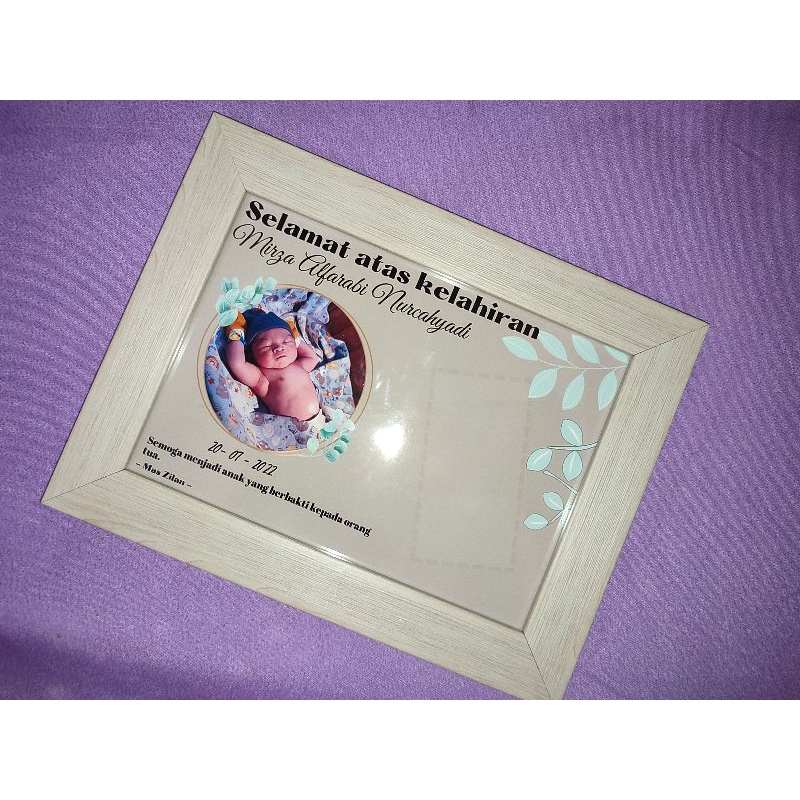 Selamat atas kelahiran
Mirza Alfarabi Nurcahyadi
20-07-2022
Semoga menjadi anak yang berbakti kepada orang
tua.
~ Mas Zilan ~